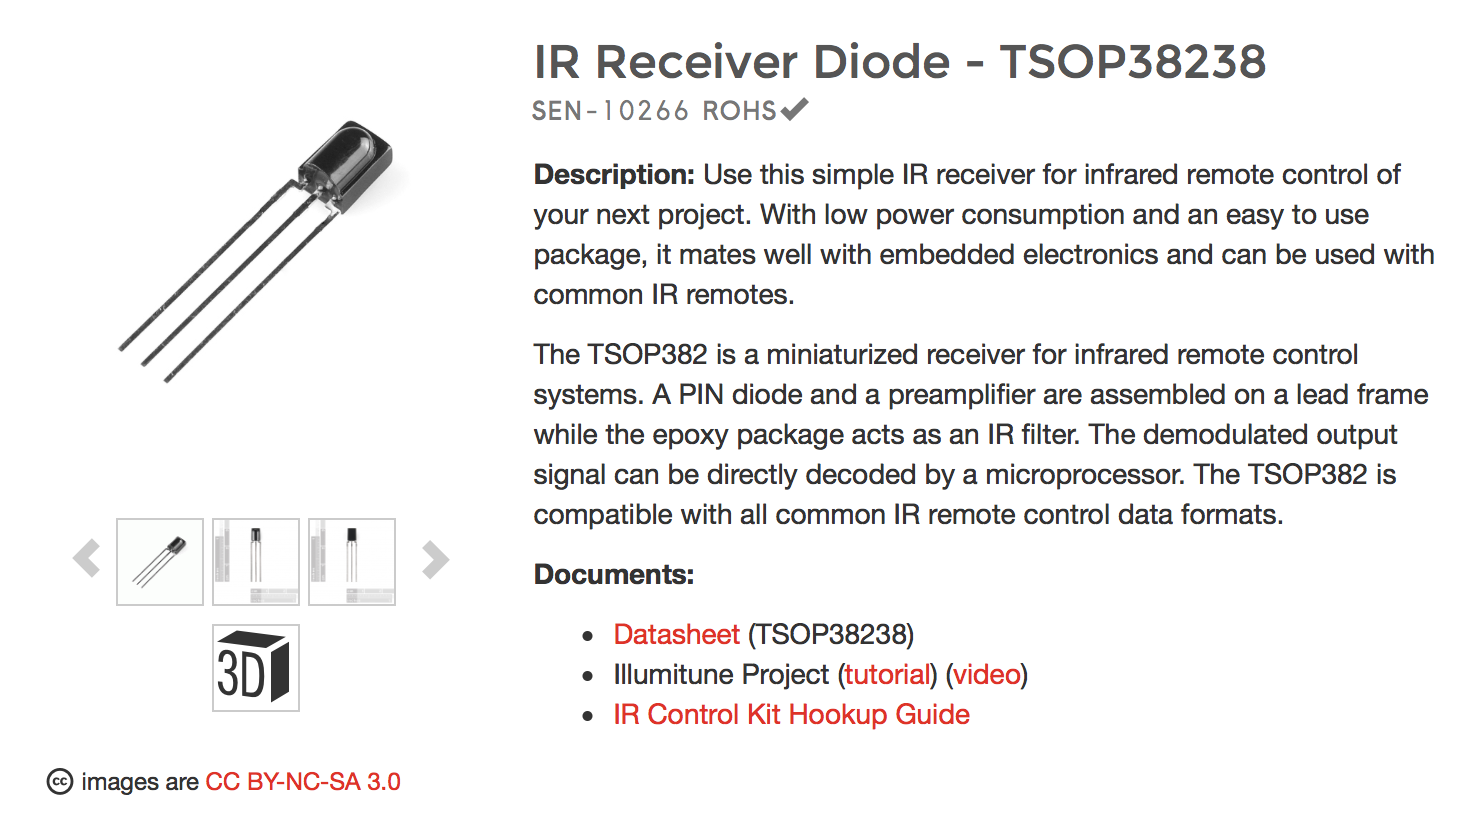 IR Receiver Diode - TSOP38238
SEN-10266 ROHS✔
Description: Use this simple IR receiver for infrared remote control of
your next project. With low power consumption and an easy to use
package, it mates well with embedded electronics and can be used with
common IR remotes.
The TSOP382 is a miniaturized receiver for infrared remote control
systems. A PIN diode and a preamplifier are assembled on a lead frame
while the epoxy package acts as an IR filter. The demodulated output
signal can be directly decoded by a microprocessor. The TSOP382 is
compatible with all common IR remote control data formats.
Documents:
• Datasheet (TSOP38238)
• Illumitune Project (tutorial) (video)
• IR Control Kit Hookup Guide
3D
cc images are CC BY-NC-SA 3.0